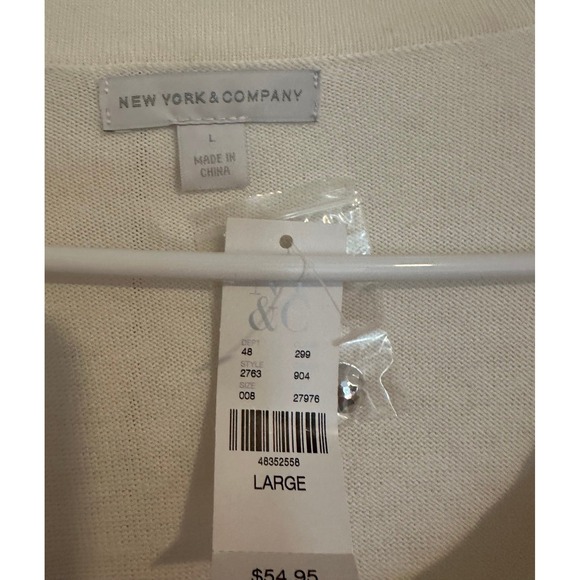 NEW YORK & COMPANY
L
MADE IN
CHINA
&C
DEPT
48 299
STYLE
2763 904
SIZE
008 27976
48352558
LARGE
$54.95